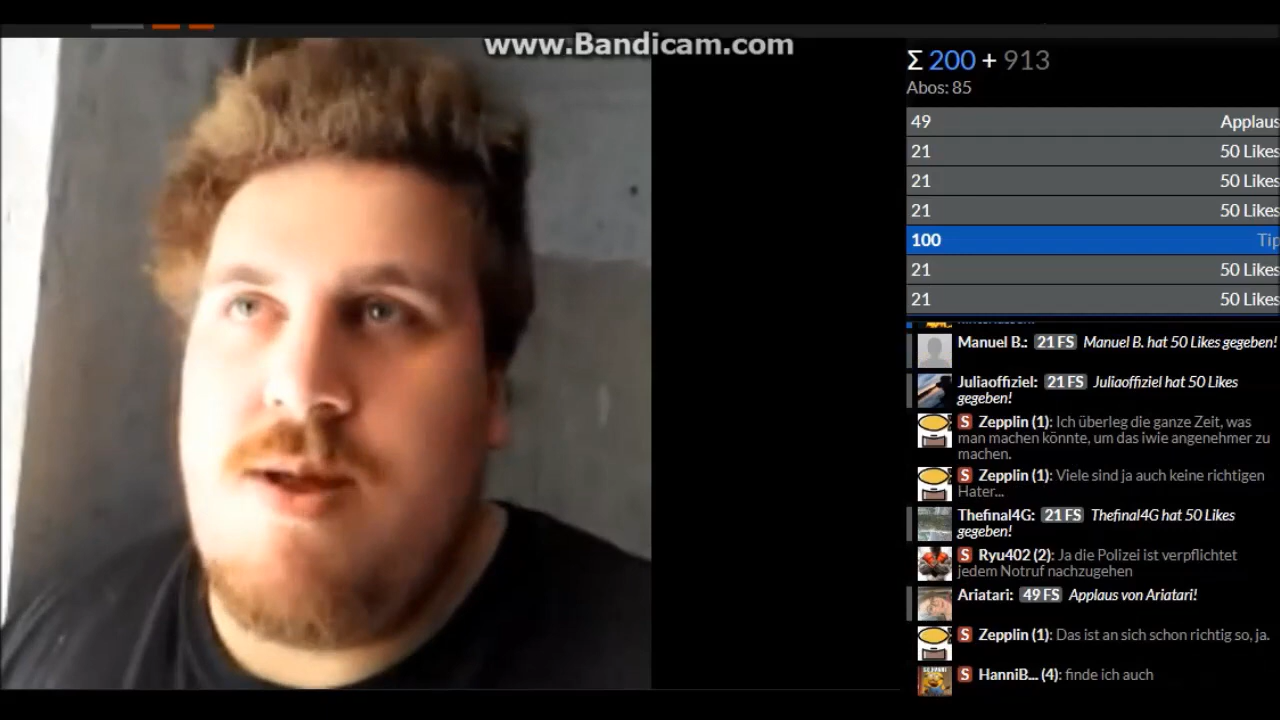 www.Bandicam.com
Σ 200 + 913
Abos: 85
49 Applaus
21 50 Likes
21 50 Likes
21 50 Likes
100 Tip
21 50 Likes
21 50 Likes
Manuel B.: 21 FS Manuel B. hat 50 Likes gegeben!
Juliaoffiziel: 21 FS Juliaoffiziel hat 50 Likes
gegeben!
S Zepplin (1): Ich überleg die ganze Zeit, was
man machen könnte, um das iwie angenehmer zu
machen.
S Zepplin (1): Viele sind ja auch keine richtigen
Hater...
Thefinal4G: 21 FS Thefinal4G hat 50 Likes
gegeben!
S Ryu402 (2): Ja die Polizei ist verpflichtet
jedem Notruf nachzugehen
Ariatari: 49 FS Applaus von Ariatari!
S Zepplin (1): Das ist an sich schon richtig so, ja.
S HanniB... (4): finde ich auch